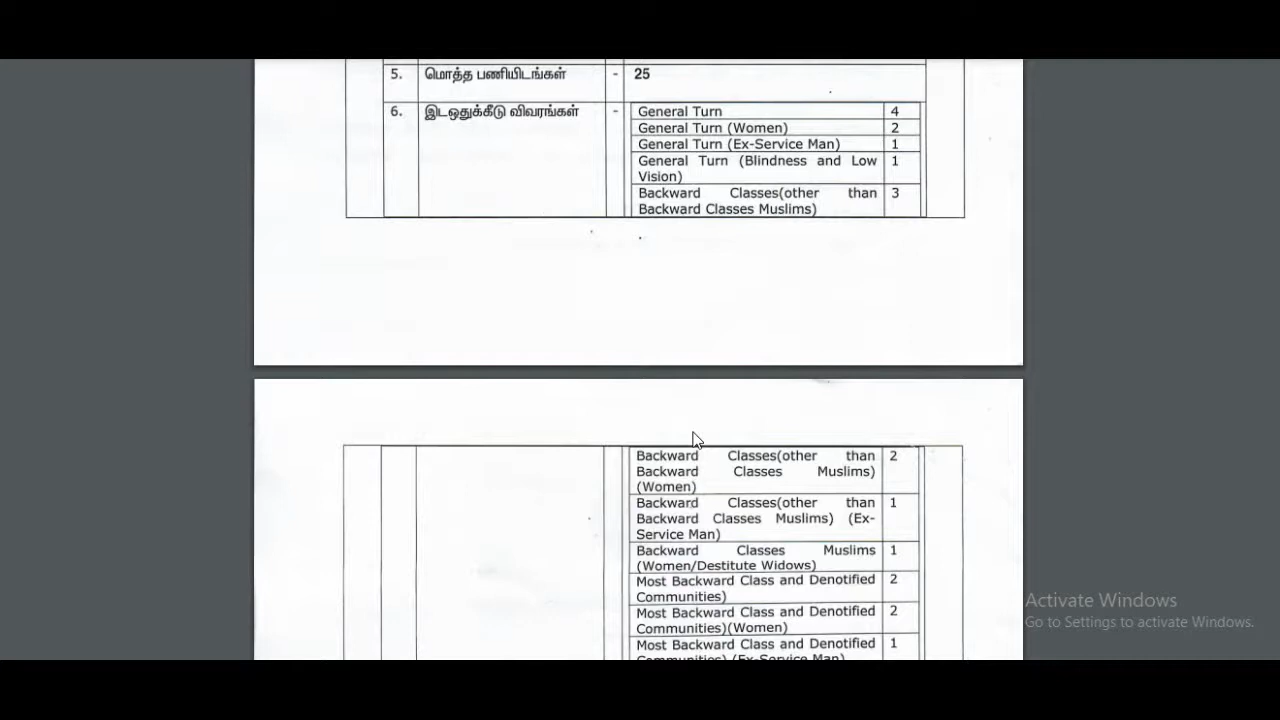 5. மொத்த பணியிடங்கள் - 25
6. இடஒதுக்கீடு விவரங்கள் - General Turn 4
General Turn (Women) 2
General Turn (Ex-Service Man) 1
General Turn (Blindness and Low 1
Vision)
Backward Classes(other than 3
Backward Classes Muslims)
Backward Classes(other than 2
Backward Classes Muslims)
(Women)
Backward Classes(other than 1
Backward Classes Muslims) (Ex-
Service Man)
Backward Classes Muslims 1
(Women/Destitute Widows)
Most Backward Class and Denotified 2
Communities)
Most Backward Class and Denotified 2
Communities)(Women)
Most Backward Class and Denotified 1
Communities) (Ex-Service Man)
Activate Windows
Go to Settings to activate Windows.